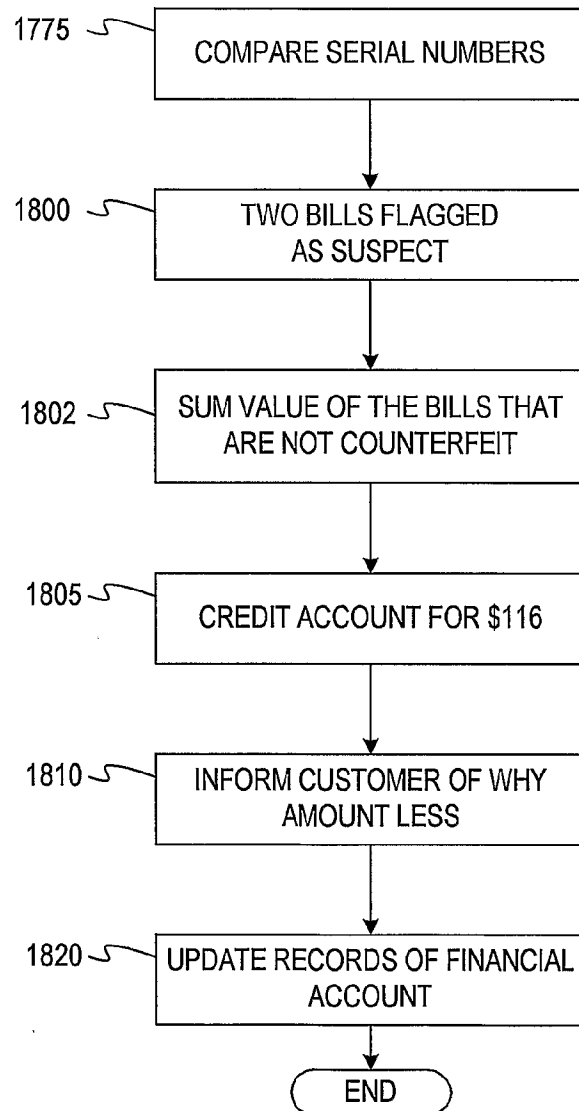 1775
COMPARE SERIAL NUMBERS
1800
TWO BILLS FLAGGED
AS SUSPECT
1802
SUM VALUE OF THE BILLS THAT
ARE NOT COUNTERFEIT
1805
CREDIT ACCOUNT FOR $116
1810
INFORM CUSTOMER OF WHY
AMOUNT LESS
1820
UPDATE RECORDS OF FINANCIAL
ACCOUNT
END